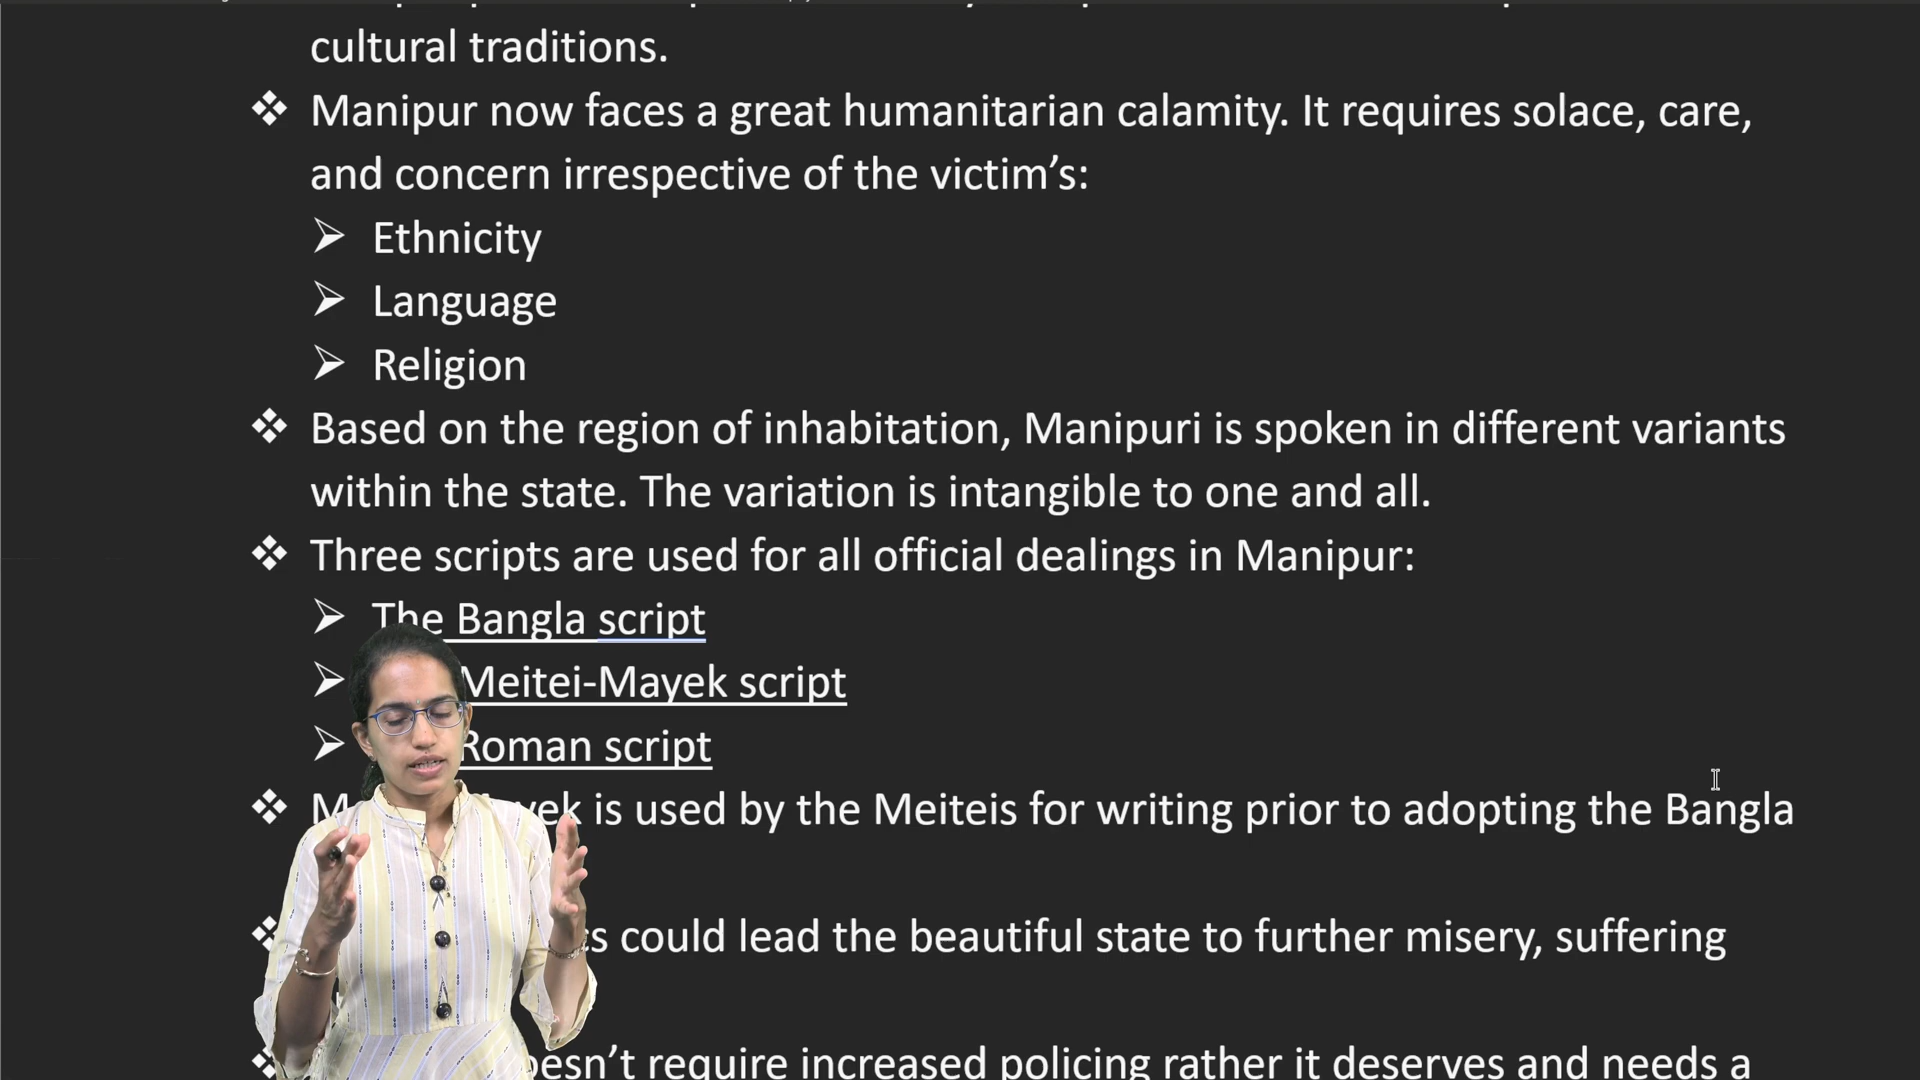 cultural traditions.
❖ Manipur now faces a great humanitarian calamity. It requires solace, care,
and concern irrespective of the victim’s:
➢ Ethnicity
➢ Language
➢ Religion
❖ Based on the region of inhabitation, Manipuri is spoken in different variants
within the state. The variation is intangible to one and all.
❖ Three scripts are used for all official dealings in Manipur:
➢ The Bangla script
➢ Meitei-Mayek script
➢ Roman script
❖ is used by the Meiteis for writing prior to adopting the Bangla
❖ could lead the beautiful state to further misery, suffering
❖ require increased policing rather it deserves and needs a